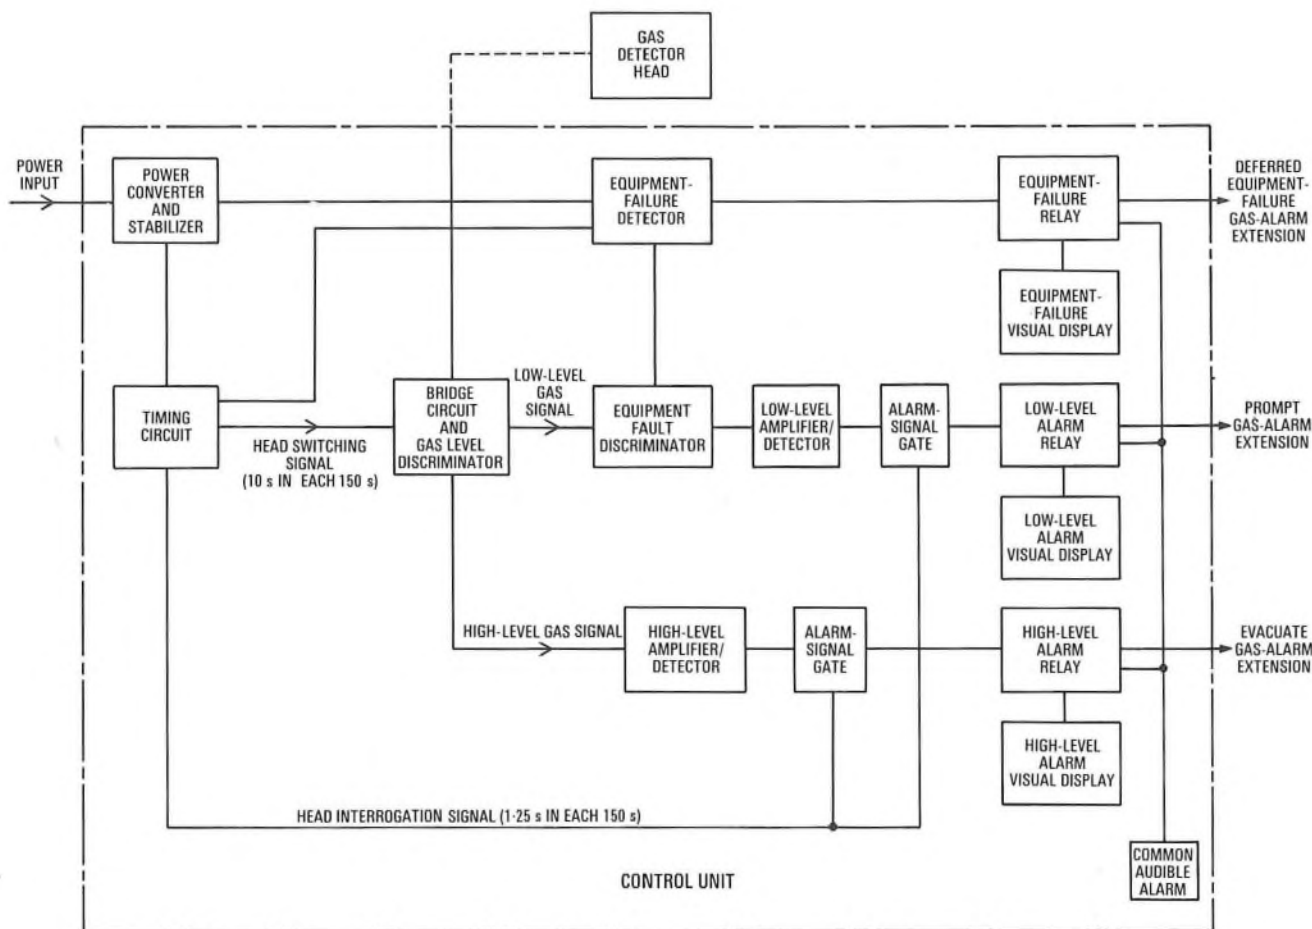 GAS
DETECTOR
HEAD
POWER
INPUT
POWER
CONVERTER
AND
STABILIZER
EQUIPMENT-
FAILURE
DETECTOR
EQUIPMENT-
FAILURE
RELAY
DEFERRED
EQUIPMENT-
FAILURE
GAS-ALARM
EXTENSION
EQUIPMENT-
FAILURE
VISUAL DISPLAY
TIMING
CIRCUIT
HEAD SWITCHING
SIGNAL
(10 s IN EACH 150 s)
BRIDGE
CIRCUIT
AND
GAS LEVEL
DISCRIMINATOR
LOW-LEVEL
GAS
SIGNAL
EQUIPMENT
FAULT
DISCRIMINATOR
LOW-LEVEL
AMPLIFIER/
DETECTOR
ALARM-
SIGNAL
GATE
LOW-LEVEL
ALARM
RELAY
PROMPT
GAS-ALARM
EXTENSION
LOW-LEVEL
ALARM
VISUAL DISPLAY
HIGH-LEVEL GAS SIGNAL
HIGH-LEVEL
AMPLIFIER/
DETECTOR
ALARM-
SIGNAL
GATE
HIGH-LEVEL
ALARM
RELAY
EVACUATE
GAS-ALARM
EXTENSION
HIGH-LEVEL
ALARM
VISUAL DISPLAY
HEAD INTERROGATION SIGNAL (1·25 s IN EACH 150 s)
COMMON
AUDIBLE
ALARM
CONTROL UNIT